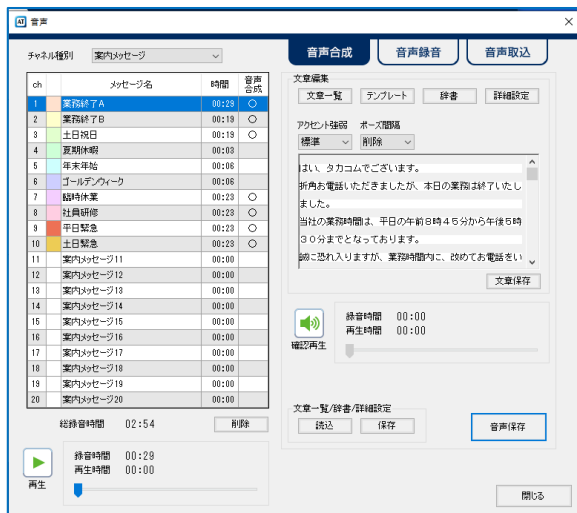 AT 音声
チャネル種別 案内メッセージ
音声合成 音声録音 音声取込
ch メッセージ名 時間 音声合成
1 業務終了A 00:29 ○
2 業務終了B 00:19 ○
3 土日祝日 00:19 ○
4 夏期休暇 00:03
5 年末年始 00:06
6 ゴールデンウィーク 00:06
7 臨時休業 00:23 ○
8 社員研修 00:23 ○
9 平日緊急 00:23 ○
10 土日緊急 00:23 ○
11 案内メッセージ11 00:00
12 案内メッセージ12 00:00
13 案内メッセージ13 00:00
14 案内メッセージ14 00:00
15 案内メッセージ15 00:00
16 案内メッセージ16 00:00
17 案内メッセージ17 00:00
18 案内メッセージ18 00:00
19 案内メッセージ19 00:00
20 案内メッセージ20 00:00
総録音時間 02:54 削除
録音時間 00:29
再生時間 00:00
再生
文章編集
文章一覧 テンプレート 辞書 詳細設定
アクセント強弱 ポーズ間隔
標準 削除
はい、タカコムでございます。
折角お電話いただきましたが、本日の業務は終了いたし
ました。
当社の業務時間は、平日の午前8時45分から午後5時
30分までとなっております。
誠に恐れ入りますが、業務時間内に、改めてお電話をい
文章保存
録音時間 00:00
再生時間 00:00
確認再生
文章一覧/辞書/詳細設定
読込 保存
音声保存
閉じる